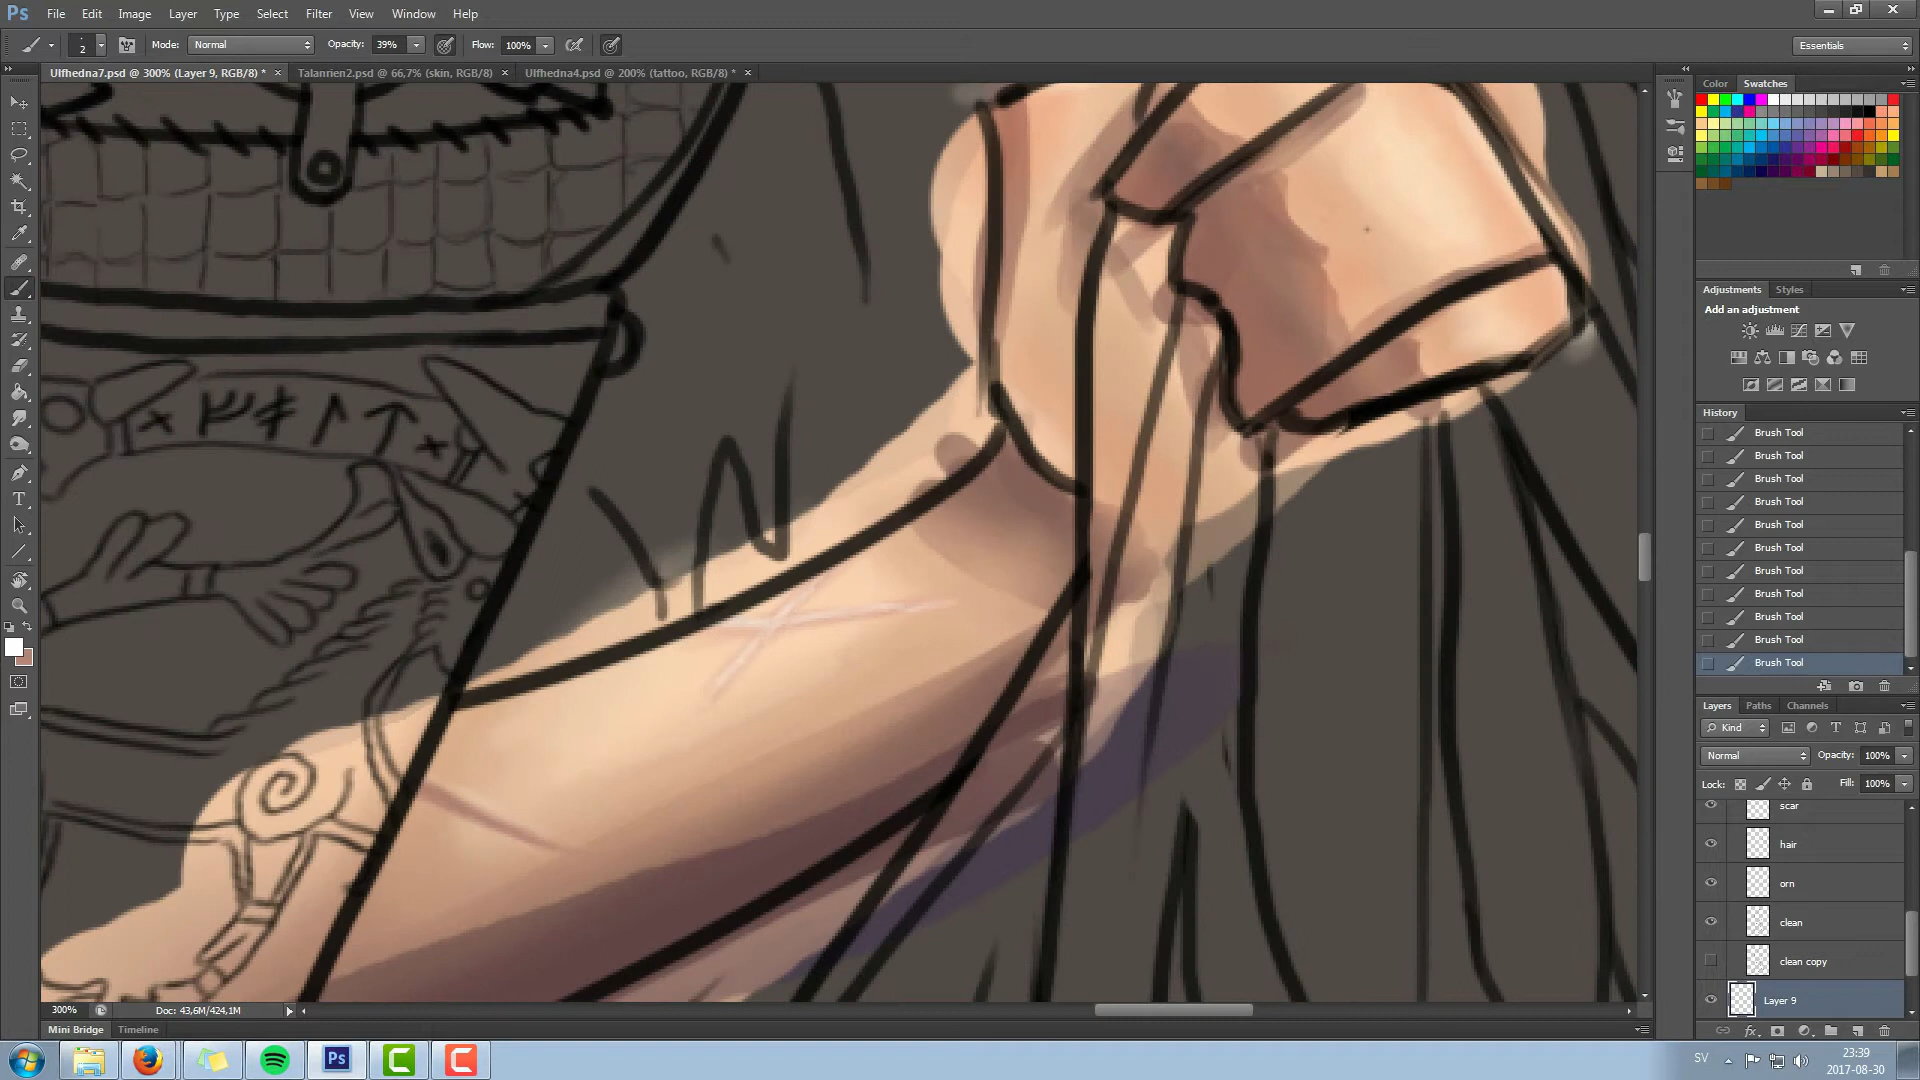 Ps File Edit Image Layer Type Select Filter Analysis View Window Help
2 Mode: Normal Opacity: 39% Flow: 100% Essentials
Ulfhedna7.psd @ 300% (Layer 9, RGB/8) * × Talanrien2.psd @ 66,7% (skin, RGB/8) × Ulfhedna4.psd @ 200% (tattoo, RGB/8) * ×
Color Swatches
Adjustments Styles
Add an adjustment
History
Brush Tool
Brush Tool
Brush Tool
Brush Tool
Brush Tool
Brush Tool
Brush Tool
Brush Tool
Brush Tool
Brush Tool
Brush Tool
Layers Paths Channels
Kind
Normal Opacity: 100%
Lock: Fill: 100%
scar
hair
orn
clean
clean copy
Layer 9
300% Doc: 43,6M/424,1M
Mini Bridge Timeline
Ps SV 23:39
2017-08-30